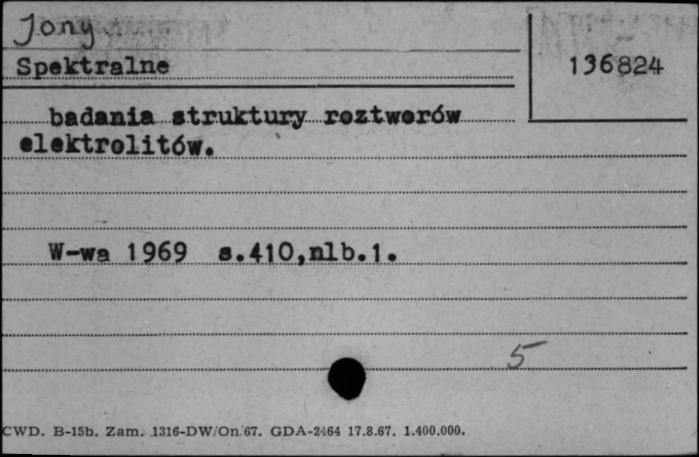 Jony
Spektralne
136824
badania struktury roztworów
elektrolitów.
W-wa 1969 s.410,nlb.1.
5
CWD. B-15b. Zam. 1316-DW/On/67. GDA-2464 17.8.67. 1.400.000.